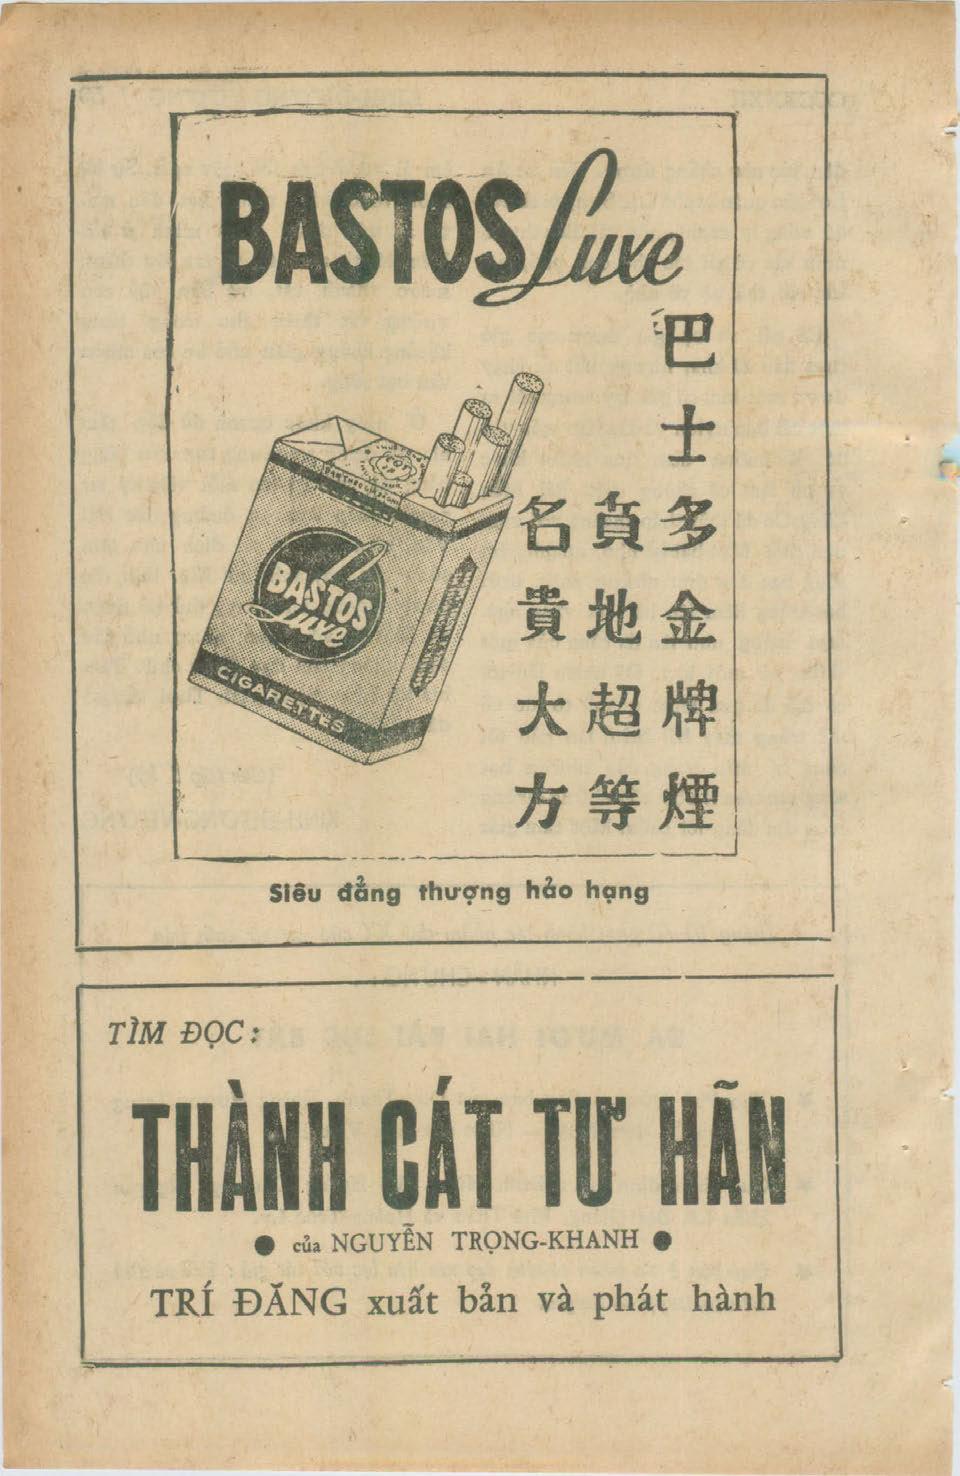 BASTOS Luxe
巴士多金牌煙
負地超等
名貴大方
BASTOS
Luxe
CIGARETTES
Siêu đẳng thượng hảo hạng
TÌM ĐỌC :
THÀNH CÁT TƯ HÃN
● của NGUYỄN TRỌNG-KHANH ●
TRÍ ĐĂNG xuất bản và phát hành